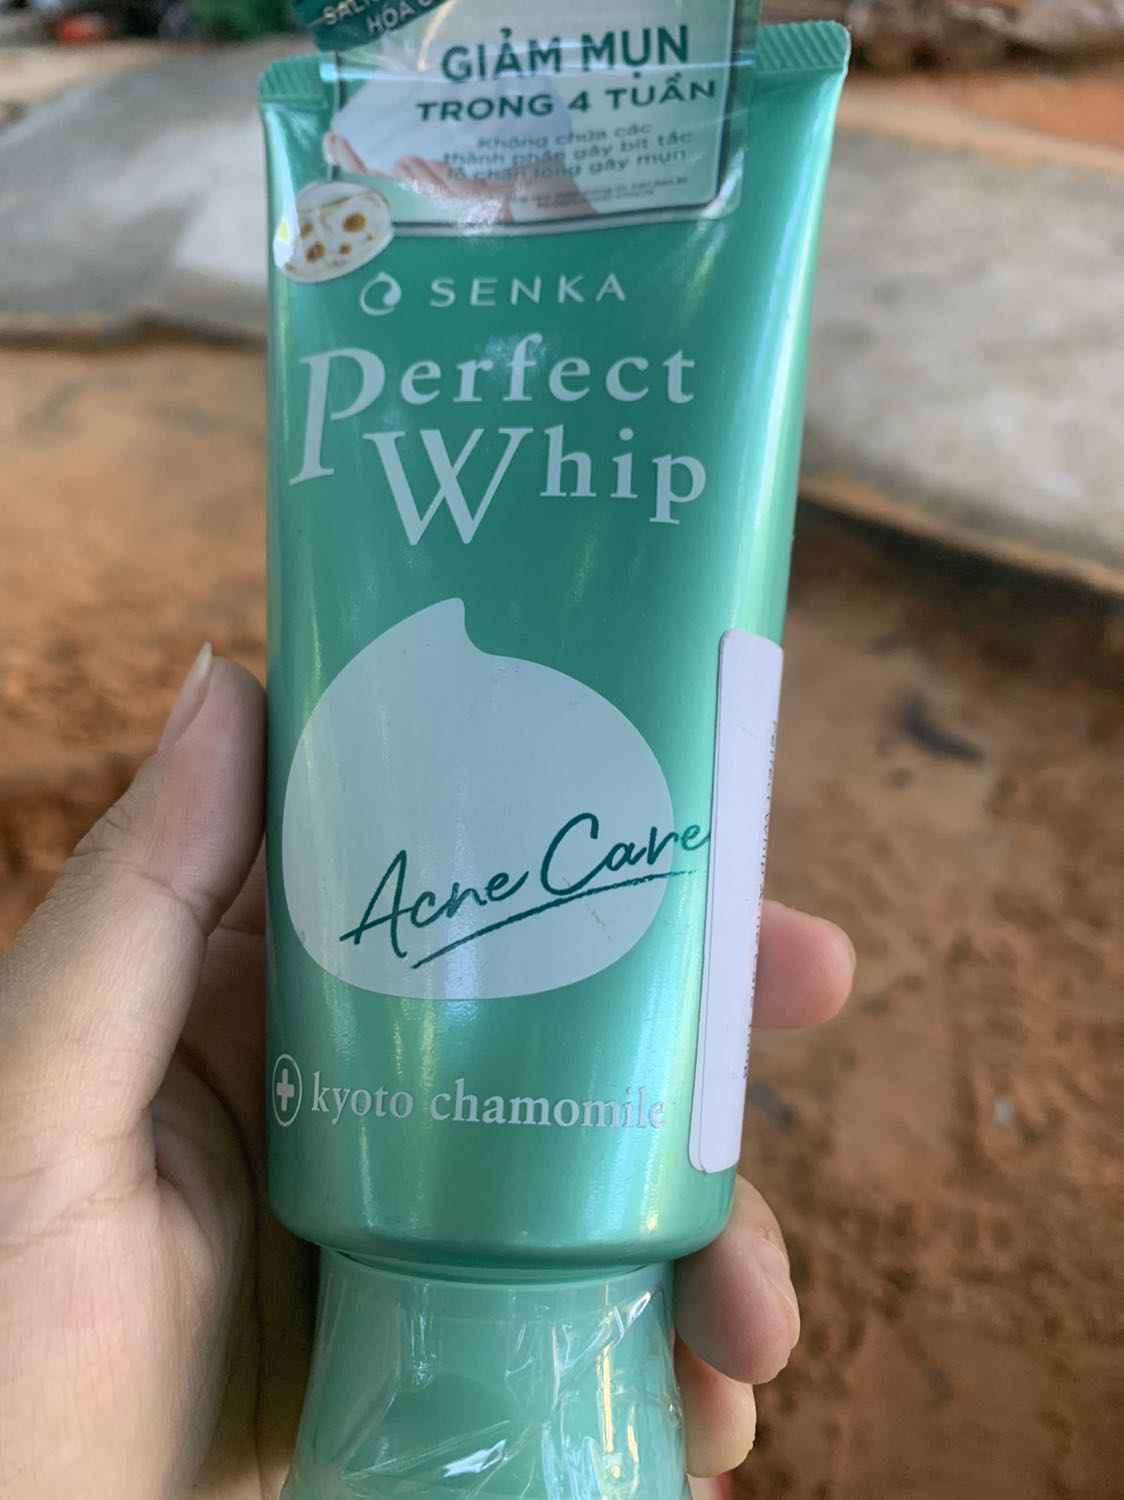 GIẢM MỤN
TRONG 4 TUẦN
Không chứa các
thành phần gây bít tắc
lỗ chân lông gây mụn
SENKA
Perfect
Whip
Acne Care
kyoto chamomile